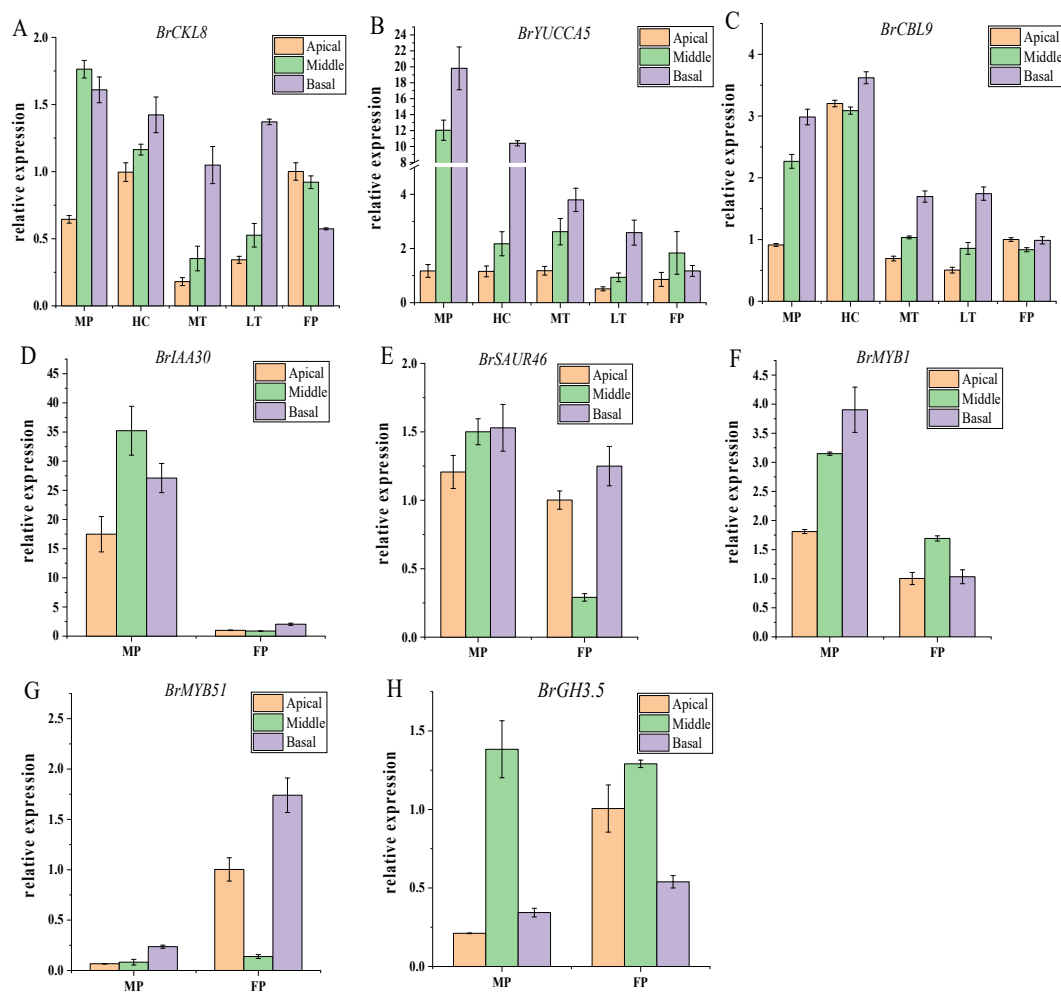 A
BrCKL8
Apical
Middle
Basal
relative expression
2.0
1.5
1.0
0.5
0.0
MP HC MT LT FP
B
BrYUCCA5
Apical
Middle
Basal
relative expression
24
22
20
18
16
14
12
10
8
4
2
0
MP HC MT LT FP
C
BrCBL9
Apical
Middle
Basal
relative expression
4
3
2
1
0
MP HC MT LT FP
D
BrIAA30
Apical
Middle
Basal
relative expression
45
40
35
30
25
20
15
10
5
0
MP FP
E
BrSAUR46
Apical
Middle
Basal
relative expression
2.0
1.5
1.0
0.5
0.0
MP FP
F
BrMYB1
Apical
Middle
Basal
relative expression
4.5
4.0
3.5
3.0
2.5
2.0
1.5
1.0
0.5
0.0
MP FP
G
BrMYB51
Apical
Middle
Basal
relative expression
2.5
2.0
1.5
1.0
0.5
0.0
MP FP
H
BrGH3.5
Apical
Middle
Basal
relative expression
1.5
1.0
0.5
0.0
MP FP